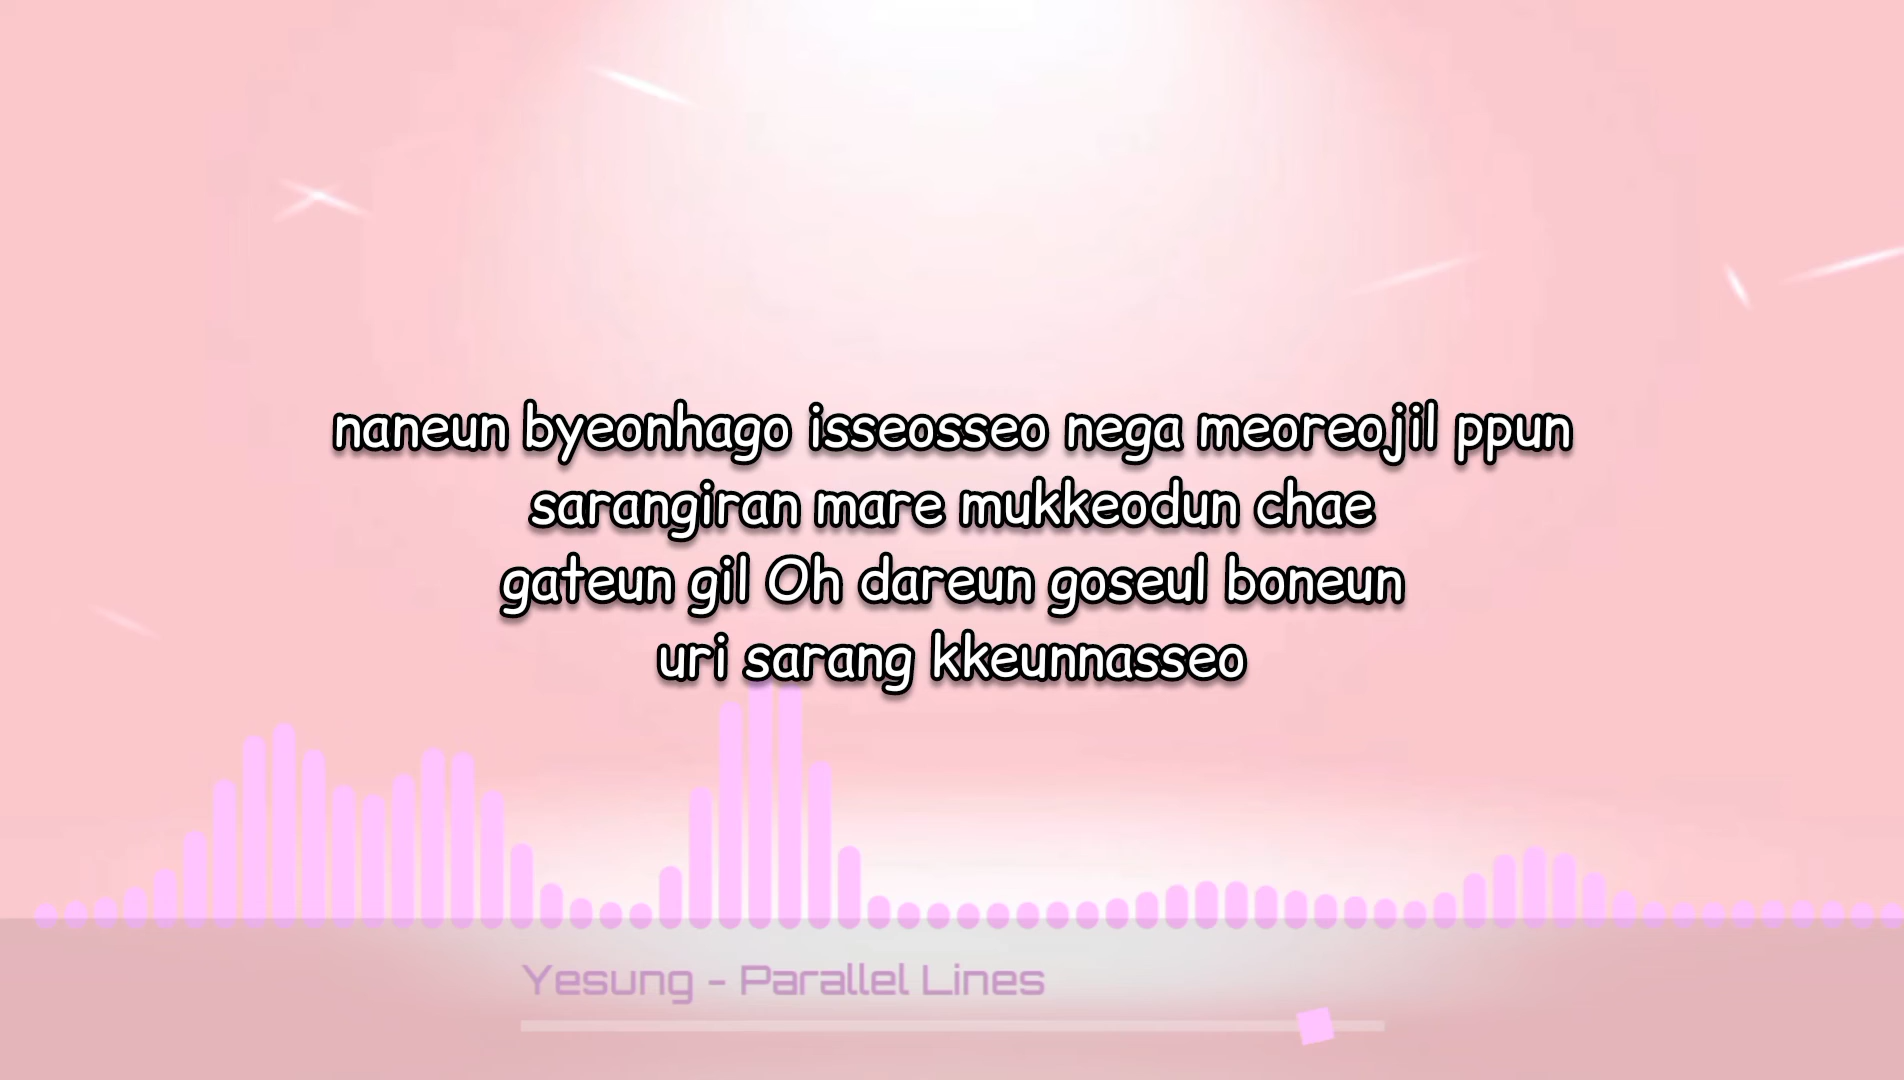 naneun byeonhago isseosseo nega meoreojil ppun
sarangiran mare mukkeodun chae
gateun gil Oh dareun goseul boneun
uri sarang kkeunnasseo
Yesung - Parallel Lines